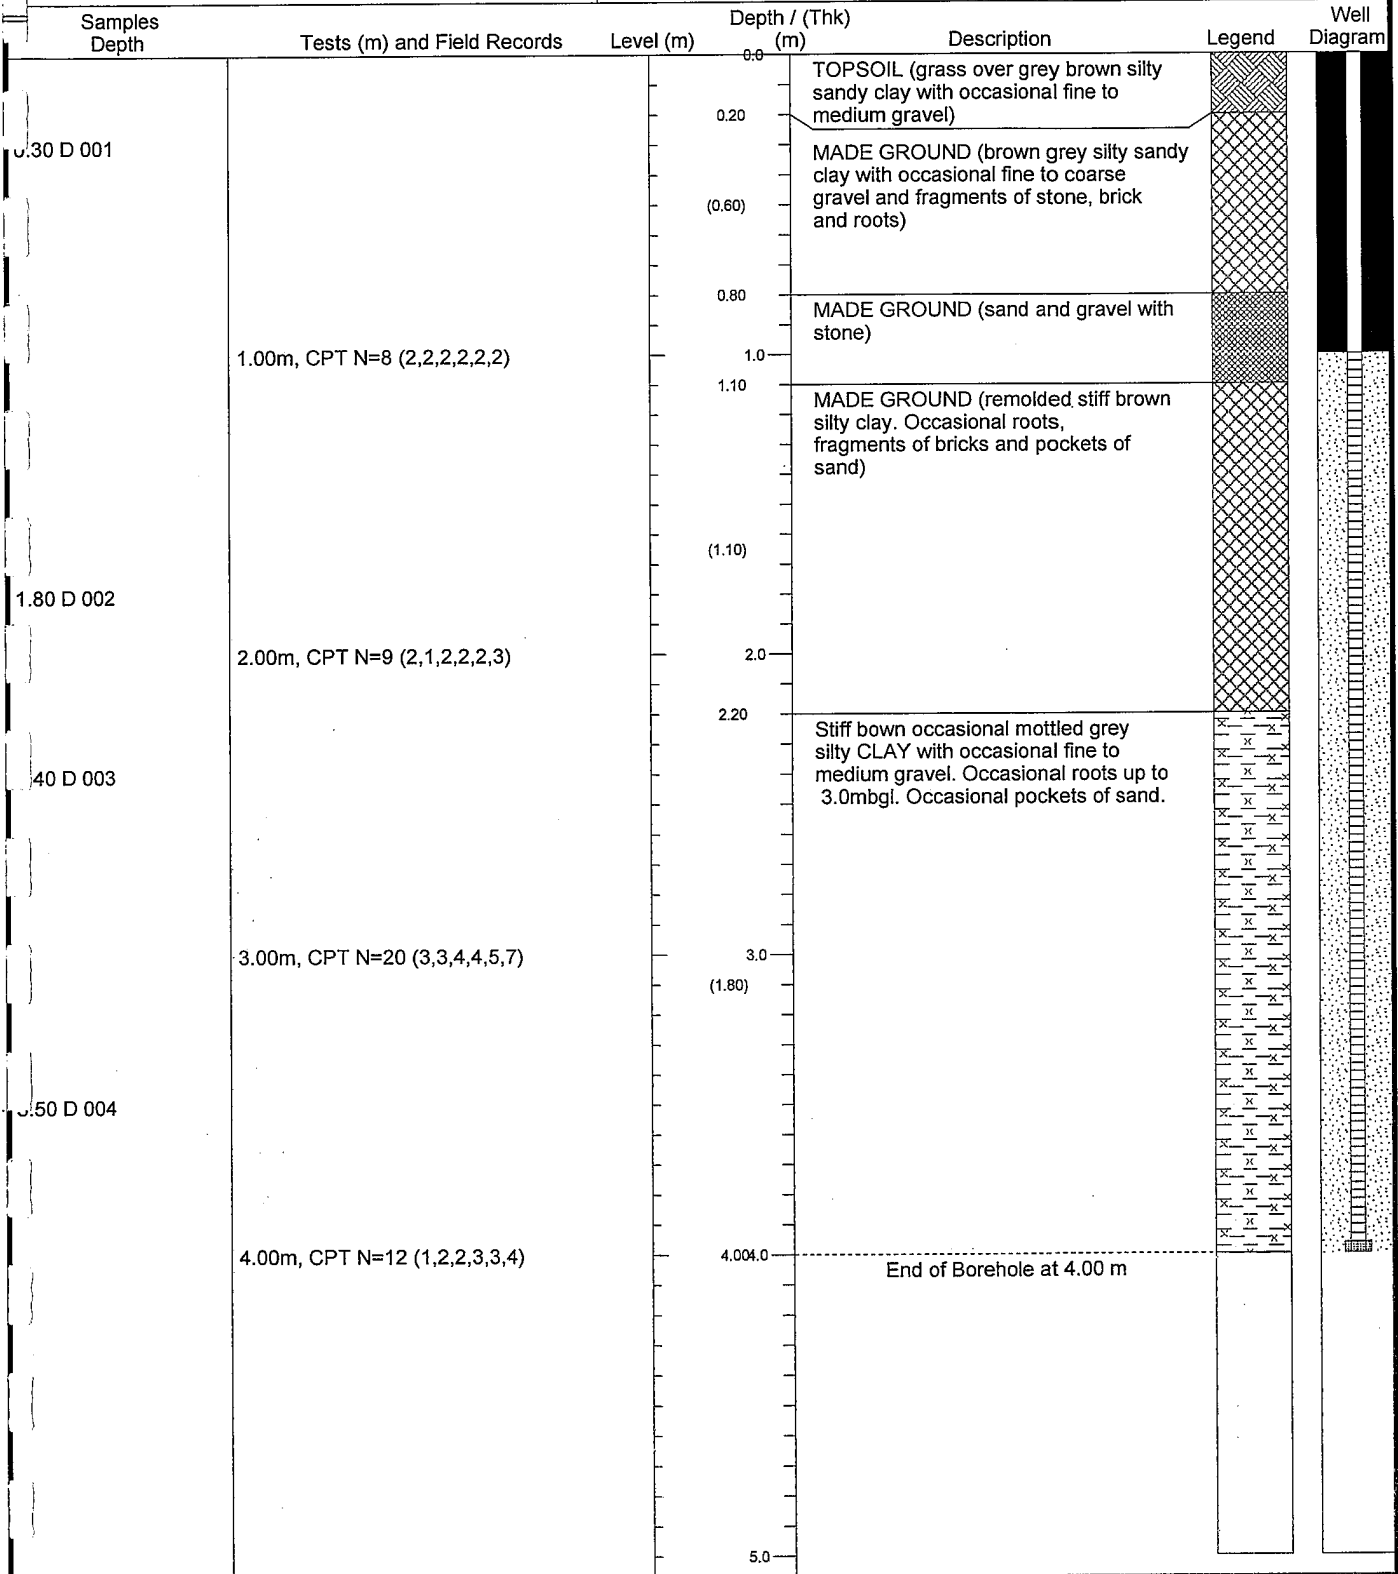 Samples
Depth
Tests (m) and Field Records
Level (m)
Depth / (Thk)
(m)
Description
Legend
Well
Diagram
0.0
TOPSOIL (grass over grey brown silty
sandy clay with occasional fine to
medium gravel)
0.20
.30 D 001
MADE GROUND (brown grey silty sandy
clay with occasional fine to coarse
gravel and fragments of stone, brick
and roots)
(0.60)
0.80
MADE GROUND (sand and gravel with
stone)
1.00m, CPT N=8 (2,2,2,2,2,2)
1.0
1.10
MADE GROUND (remolded stiff brown
silty clay. Occasional roots,
fragments of bricks and pockets of
sand)
(1.10)
1.80 D 002
2.00m, CPT N=9 (2,1,2,2,2,3)
2.0
2.20
Stiff bown occasional mottled grey
silty CLAY with occasional fine to
medium gravel. Occasional roots up to
3.0mbgl. Occasional pockets of sand.
.40 D 003
3.00m, CPT N=20 (3,3,4,4,5,7)
3.0
(1.80)
.50 D 004
4.00m, CPT N=12 (1,2,2,3,3,4)
4.00
4.0
End of Borehole at 4.00 m
5.0